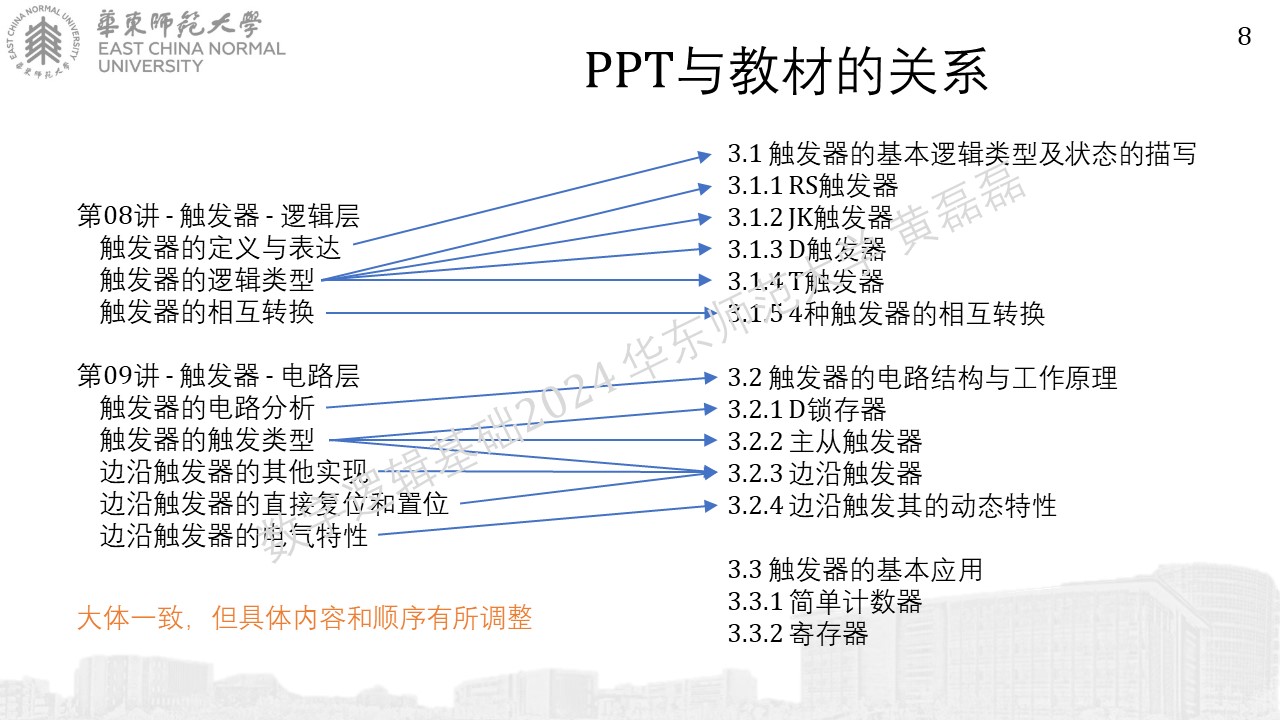 華東師範大學
EAST CHINA NORMAL
UNIVERSITY
8
PPT与教材的关系
第08讲 - 触发器 - 逻辑层
触发器的定义与表达
触发器的逻辑类型
触发器的相互转换
第09讲 - 触发器 - 电路层
触发器的电路分析
触发器的触发类型
边沿触发器的其他实现
边沿触发器的直接复位和置位
边沿触发器的电气特性
大体一致，但具体内容和顺序有所调整
3.1 触发器的基本逻辑类型及状态的描写
3.1.1 RS触发器
3.1.2 JK触发器
3.1.3 D触发器
3.1.4 T触发器
3.1.5 4种触发器的相互转换
3.2 触发器的电路结构与工作原理
3.2.1 D锁存器
3.2.2 主从触发器
3.2.3 边沿触发器
3.2.4 边沿触发其的动态特性
3.3 触发器的基本应用
3.3.1 简单计数器
3.3.2 寄存器
数字逻辑基础2024 华东师范大学 黄磊磊